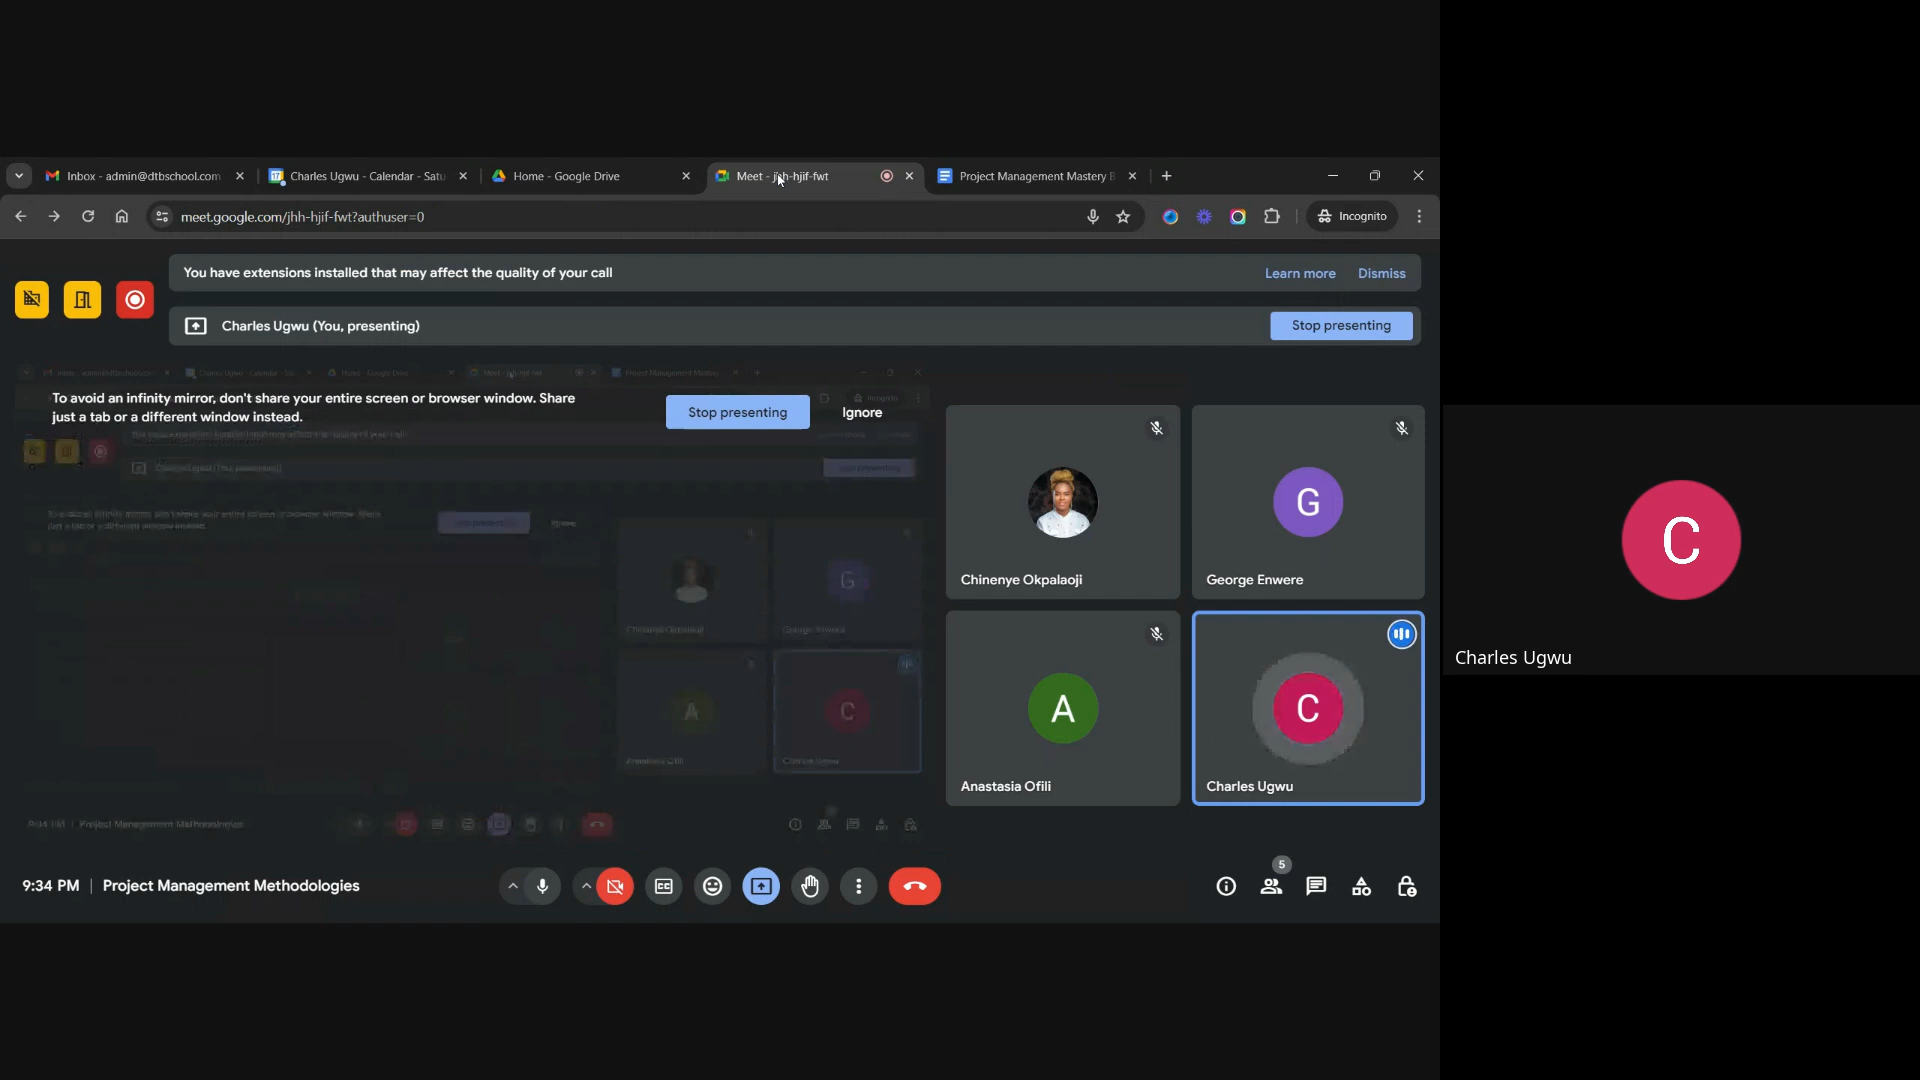 Inbox - admin@dtbschool.com
Charles Ugwu - Calendar - Satu
Home - Google Drive
Meet - jhh-hjif-fwt
Project Management Mastery B
meet.google.com/jhh-hjif-fwt?authuser=0
Incognito
You have extensions installed that may affect the quality of your call
Learn more
Dismiss
Charles Ugwu (You, presenting)
Stop presenting
To avoid an infinity mirror, don't share your entire screen or browser window. Share
just a tab or a different window instead.
Stop presenting
Ignore
Chinenye Okpalaoji
G
George Enwere
A
Anastasia Ofili
C
Charles Ugwu
C
Charles Ugwu
9:34 PM | Project Management Methodologies
5